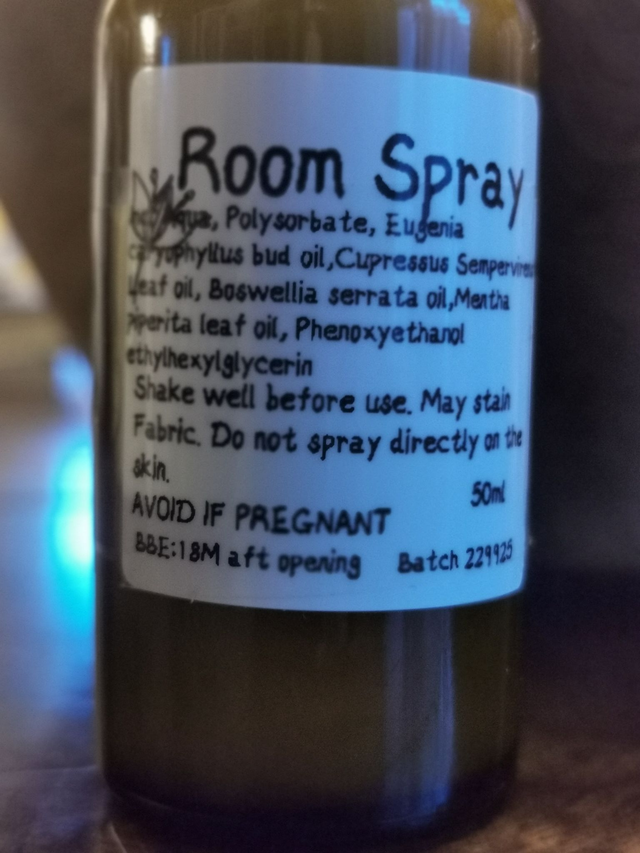 Room Spray
Aqua, Polysorbate, Eugenia
caryophyllus bud oil,Cupressus Sempervirens
Leaf oil, Boswellia serrata oil,Mentha
piperita leaf oil, Phenoxyethanol
ethylhexylglycerin
Shake well before use. May stain
Fabric. Do not spray directly on the
skin.
50ml
AVOID IF PREGNANT
BBE:18M aft opening Batch 229925